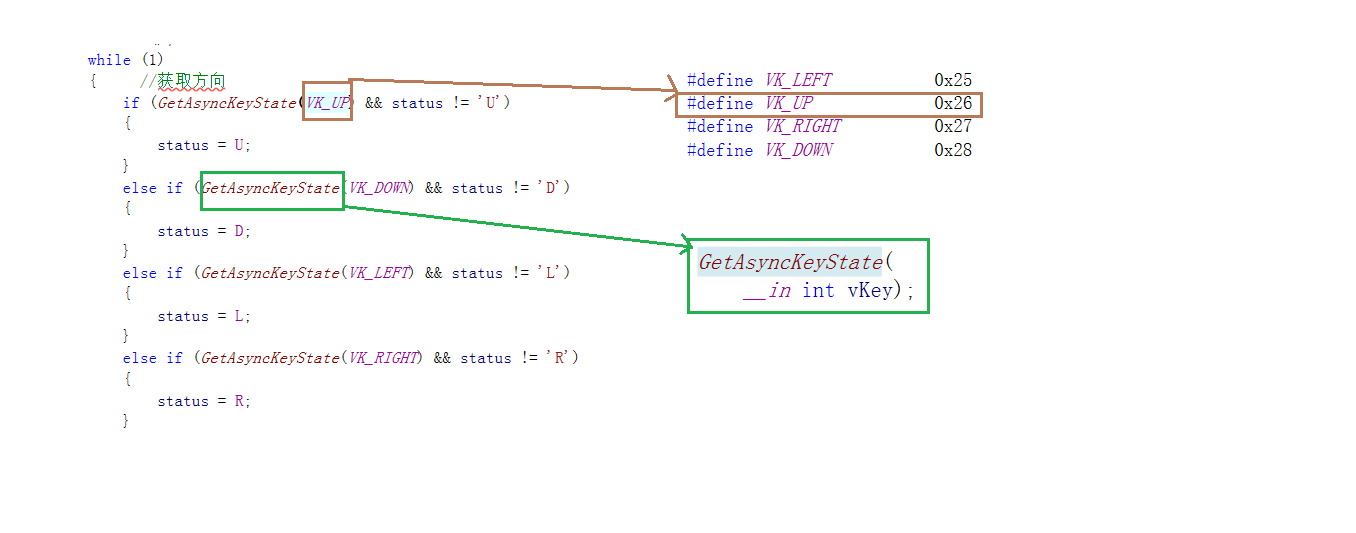 while (1)
{ //获取方向
if (GetAsyncKeyState(VK_UP) && status != 'U')
{
status = U;
}
else if (GetAsyncKeyState(VK_DOWN) && status != 'D')
{
status = D;
}
else if (GetAsyncKeyState(VK_LEFT) && status != 'L')
{
status = L;
}
else if (GetAsyncKeyState(VK_RIGHT) && status != 'R')
{
status = R;
}
#define VK_LEFT 0x25
#define VK_UP 0x26
#define VK_RIGHT 0x27
#define VK_DOWN 0x28
GetAsyncKeyState(
__in int vKey);